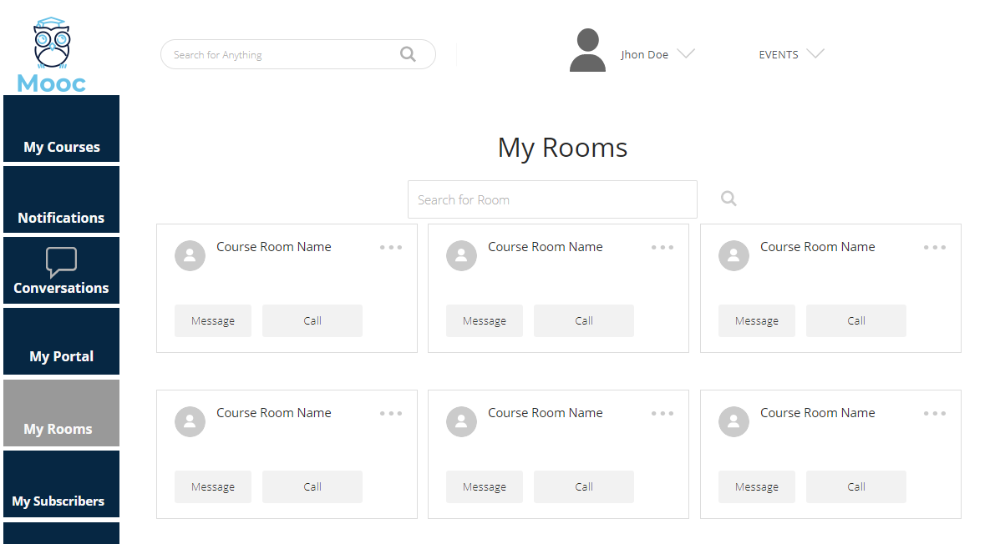 Mooc
Search for Anything
Jhon Doe
EVENTS
My Courses
Notifications
Conversations
My Portal
My Rooms
My Subscribers
My Rooms
Search for Room
Course Room Name
Message Call
Course Room Name
Message Call
Course Room Name
Message Call
Course Room Name
Message Call
Course Room Name
Message Call
Course Room Name
Message Call